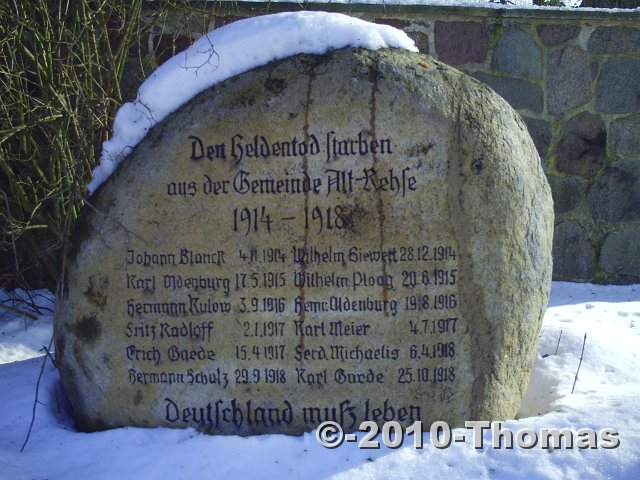 Den Heldentod starben
aus der Gemeinde Alt-Rehse
1914 - 1918
Johann Blanck 4.11.1914 Wilhelm Siewert 28.12.1914
Karl Oldenburg 17.5.1915 Wilhelm Ploog 20.6.1915
Hermann Kulow 3.9.1916 Heinr. Oldenburg 19.8.1916
Fritz Radloff 2.1.1917 Karl Meier 4.7.1917
Erich Gaede 15.4.1917 Ferd. Michaelis 6.4.1918
Hermann Schulz 29.9.1918 Karl Garde 25.10.1918
Deutschland muß leben
©-2010-Thomas